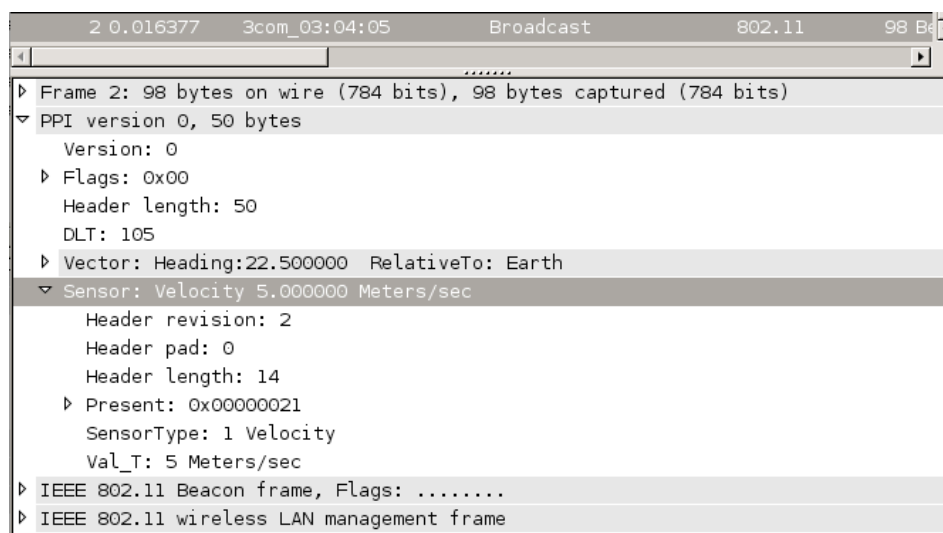 2 0.016377 3com_03:04:05 Broadcast 802.11 98 Be
Frame 2: 98 bytes on wire (784 bits), 98 bytes captured (784 bits)
PPI version 0, 50 bytes
Version: 0
Flags: 0x00
Header length: 50
DLT: 105
Vector: Heading:22.500000 RelativeTo: Earth
Sensor: Velocity 5.000000 Meters/sec
Header revision: 2
Header pad: 0
Header length: 14
Present: 0x00000021
SensorType: 1 Velocity
Val_T: 5 Meters/sec
IEEE 802.11 Beacon frame, Flags: ........
IEEE 802.11 wireless LAN management frame